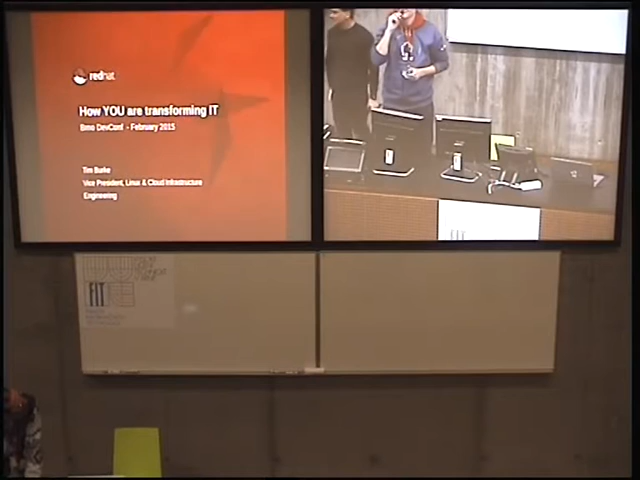 redhat
How YOU are transforming IT
Brno DevConf - February 2015
Tim Burke
Vice President, Linux & Cloud Infrastructure
Engineering
FIT
FIT